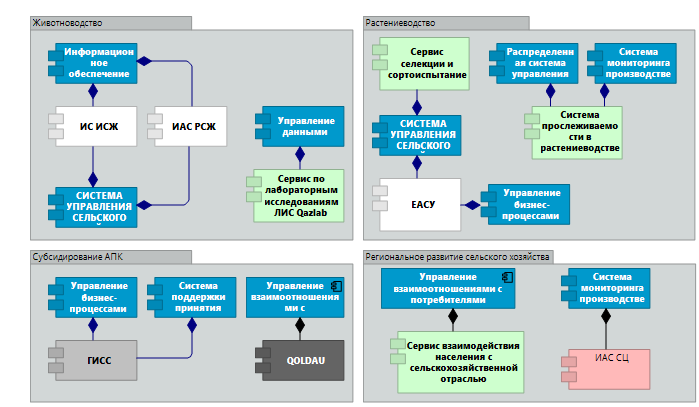 Животноводство
Информацион
ное
обеспечение
ИС ИСЖ
ИАС РСЖ
СИСТЕМА
УПРАВЛЕНИЯ
СЕЛЬСКОГО
Управление
данными
Сервис по
лабораторным
исследованиям
ЛИС Qazlab
Растениеводство
Сервис
селекции и
сортоиспытание
СИСТЕМА
УПРАВЛЕНИЯ
СЕЛЬСКОГО
ЕАСУ
Распределен
ная система
управления
Система
мониторинга
производстве
Система
прослеживаемо
сти в
растениеводстве
Управление
бизнес-
процессами
Субсидирование АПК
Управление
бизнес-
процессами
Система
поддержки
принятия
Управление
взаимоотношения
ми с
ГИСС
QOLDAU
Региональное развитие сельского хозяйства
Управление
взаимоотношениями с
потребителями
Система
мониторинга
производстве
Сервис взаимодействия
населения с
сельскохозяйственной
отраслью
ИАС СЦ